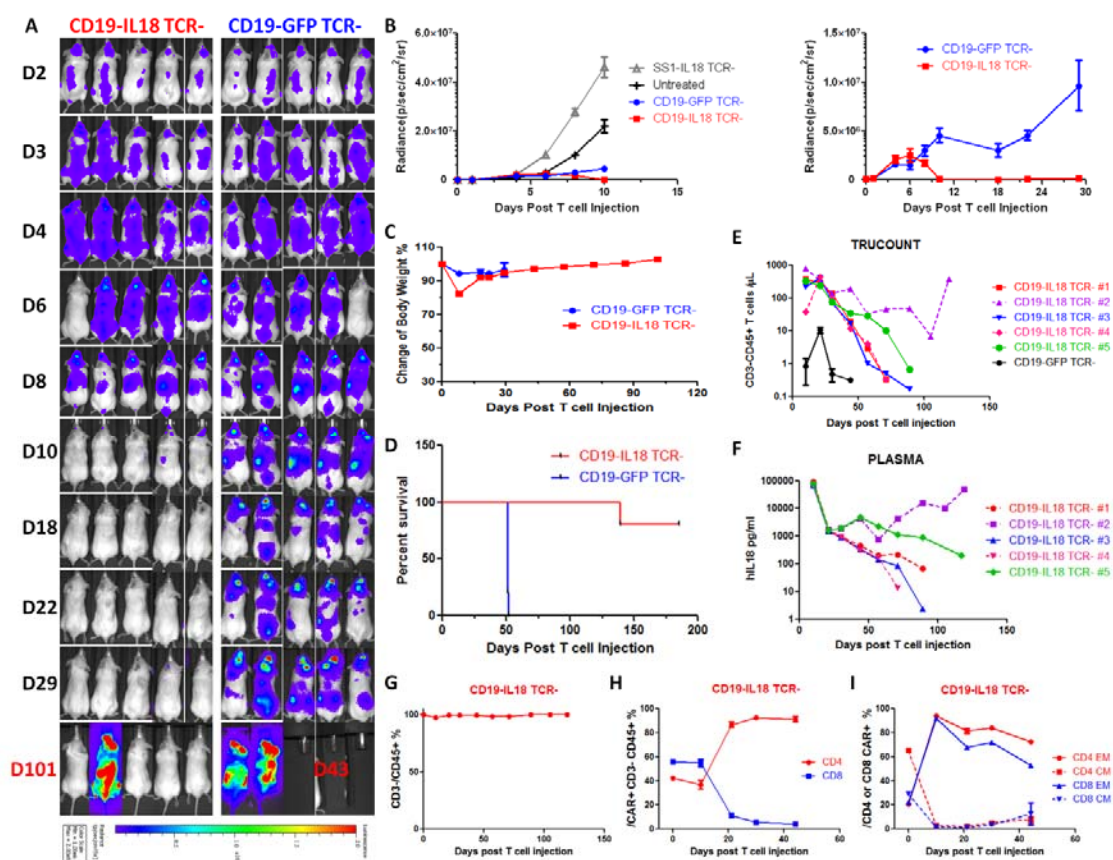 A
CD19-IL18 TCR-
CD19-GFP TCR-
D2
D3
D4
D6
D8
D10
D18
D22
D29
D101
D43
B
Radiance(p/sec/cm²/sr)
6.0×10⁷
4.0×10⁷
2.0×10⁷
0
0
5
10
15
Days Post T cell Injection
SS1-IL18 TCR-
Untreated
CD19-GFP TCR-
CD19-IL18 TCR-
Radiance(p/sec/cm²/sr)
1.5×10⁷
1.0×10⁷
5.0×10⁶
0
0
6
12
18
24
30
Days Post T cell Injection
CD19-GFP TCR-
CD19-IL18 TCR-
C
Change of Body Weight %
110
90
70
50
30
0
20
40
60
80
100
Days Post T cell Injection
CD19-GFP TCR-
CD19-IL18 TCR-
E
TRUCOUNT
CD3-CD45+ T cells /μL
1000
100
10
1
0.1
0
50
100
150
Days post T cell injection
CD19-IL18 TCR- #1
CD19-IL18 TCR- #2
CD19-IL18 TCR- #3
CD19-IL18 TCR- #4
CD19-IL18 TCR- #5
CD19-GFP TCR-
D
Percent survival
150
100
50
0
0
50
100
150
200
Days Post T cell Injection
CD19-IL18 TCR-
CD19-GFP TCR-
F
PLASMA
hIL18 pg/ml
100000
10000
1000
100
10
1
0
25
50
75
100
125
150
Days post T cell injection
CD19-IL18 TCR- #1
CD19-IL18 TCR- #2
CD19-IL18 TCR- #3
CD19-IL18 TCR- #4
CD19-IL18 TCR- #5
G
CD19-IL18 TCR-
CD3-/CD45+ %
100
50
0
0
50
100
150
Days post T cell injection
H
CD19-IL18 TCR-
/CAR+ CD3- CD45+ %
100
80
60
40
20
0
0
20
40
60
Days post T cell injection
CD4
CD8
I
CD19-IL18 TCR-
/CD4 or CD8 CAR+ %
100
80
60
40
20
0
0
20
40
60
Days post T cell injection
CD4 EM
CD4 CM
CD8 EM
CD8 CM